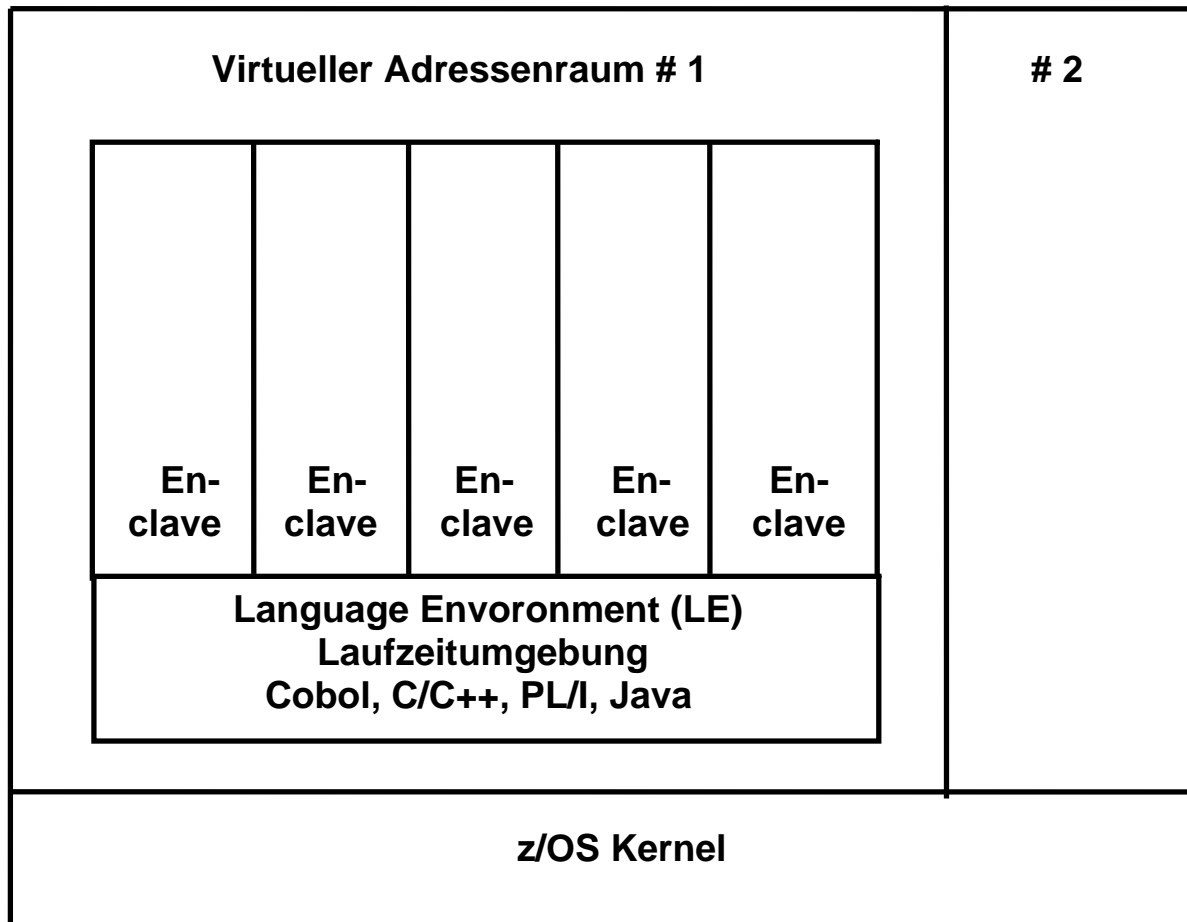 Virtueller Adressenraum # 1
# 2
En-
clave
En-
clave
En-
clave
En-
clave
En-
clave
Language Envoronment (LE)
Laufzeitumgebung
Cobol, C/C++, PL/I, Java
z/OS Kernel